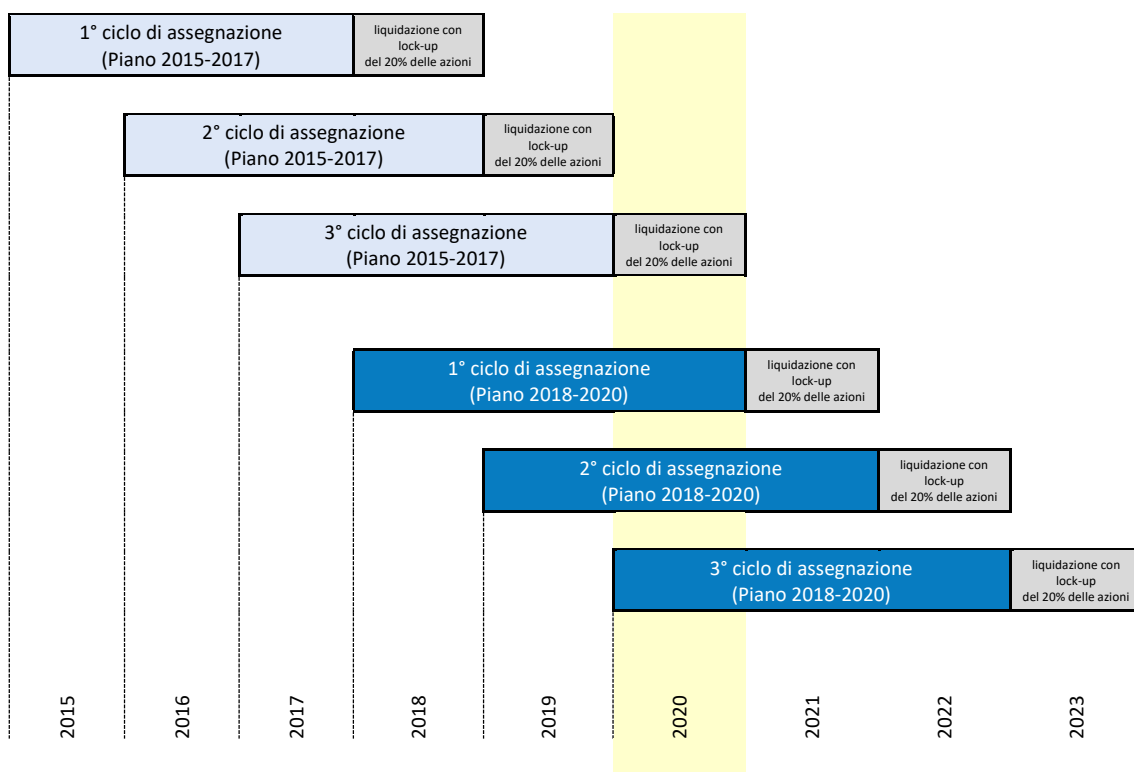 1° ciclo di assegnazione
(Piano 2015-2017)
liquidazione con
lock-up
del 20% delle azioni
2° ciclo di assegnazione
(Piano 2015-2017)
liquidazione con
lock-up
del 20% delle azioni
3° ciclo di assegnazione
(Piano 2015-2017)
liquidazione con
lock-up
del 20% delle azioni
1° ciclo di assegnazione
(Piano 2018-2020)
liquidazione con
lock-up
del 20% delle azioni
2° ciclo di assegnazione
(Piano 2018-2020)
liquidazione con
lock-up
del 20% delle azioni
3° ciclo di assegnazione
(Piano 2018-2020)
liquidazione con
lock-up
del 20% delle azioni
2015
2016
2017
2018
2019
2020
2021
2022
2023